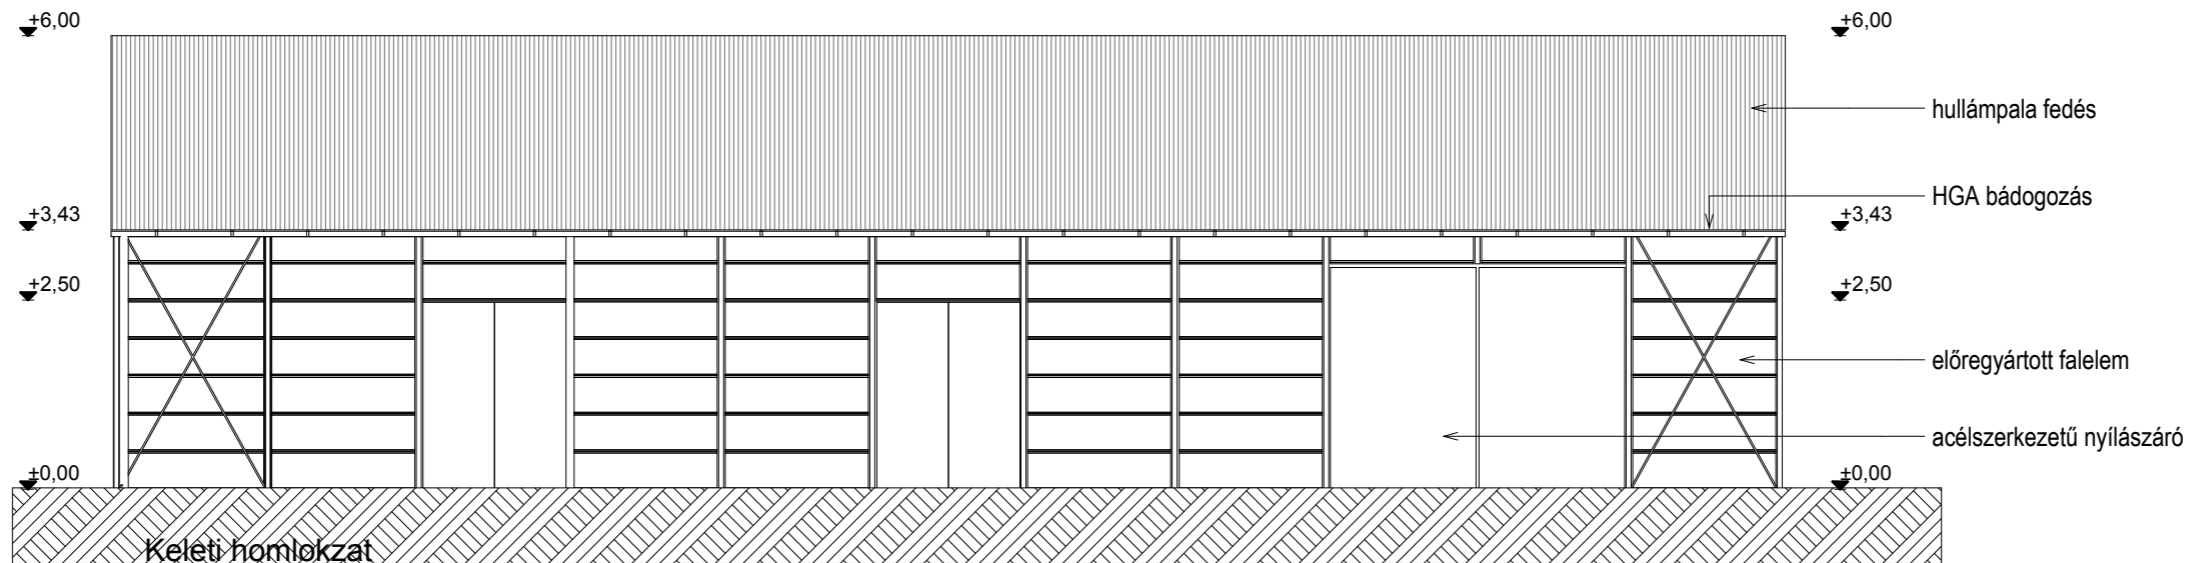 +6,00
+6,00
hullámpala fedés
HGA bádogozás
+3,43
+3,43
+2,50
+2,50
előregyártott falelem
acélszerkezetű nyílászáró
±0,00
±0,00
Keleti homlokzat